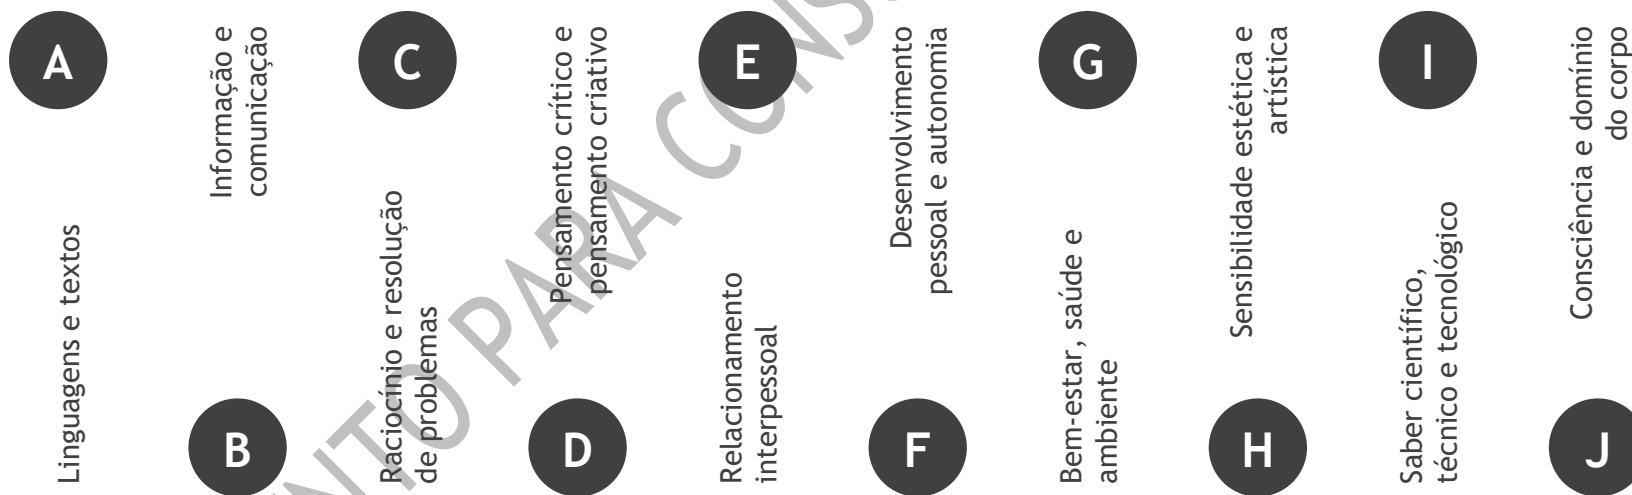 A
Linguagens e textos
B
Informação e
comunicação
C
Raciocínio e resolução
de problemas
D
Pensamento crítico e
pensamento criativo
E
Relacionamento
interpessoal
F
Desenvolvimento
pessoal e autonomia
G
Bem-estar, saúde e
ambiente
H
Sensibilidade estética e
artística
I
Saber científico,
técnico e tecnológico
J
Consciência e domínio
do corpo
PARA